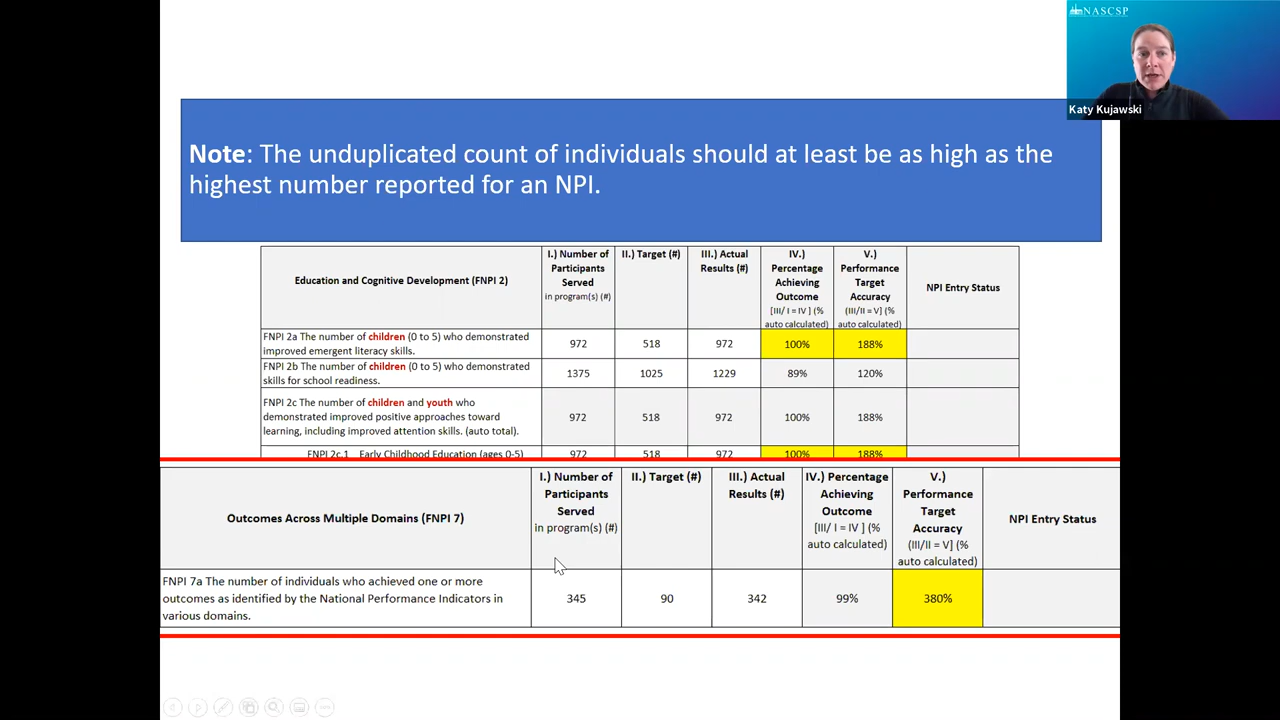 NASCSP
Katy Kujawski
Note: The unduplicated count of individuals should at least be as high as the
highest number reported for an NPI.
Education and Cognitive Development (FNPI 2)
I.) Number of
Participants
Served
in program(s) (#)
II.) Target (#)
III.) Actual
Results (#)
IV.)
Percentage
Achieving
Outcome
[III/ I = IV ] (%
auto calculated)
V.)
Performance
Target
Accuracy
(III/II = V] (%
auto calculated)
NPI Entry Status
FNPI 2a The number of children (0 to 5) who demonstrated
improved emergent literacy skills.
972
518
972
100%
188%
FNPI 2b The number of children (0 to 5) who demonstrated
skills for school readiness.
1375
1025
1229
89%
120%
FNPI 2c The number of children and youth who
demonstrated improved positive approaches toward
learning, including improved attention skills. (auto total).
972
518
972
100%
188%
FNPI 2c.1 Early Childhood Education (ages 0-5)
972
518
972
100%
188%
Outcomes Across Multiple Domains (FNPI 7)
I.) Number of
Participants
Served
in program(s) (#)
II.) Target (#)
III.) Actual
Results (#)
IV.) Percentage
Achieving
Outcome
[III/ I = IV ] (%
auto calculated)
V.)
Performance
Target
Accuracy
(III/II = V] (%
auto calculated)
NPI Entry Status
FNPI 7a The number of individuals who achieved one or more
outcomes as identified by the National Performance Indicators in
various domains.
345
90
342
99%
380%